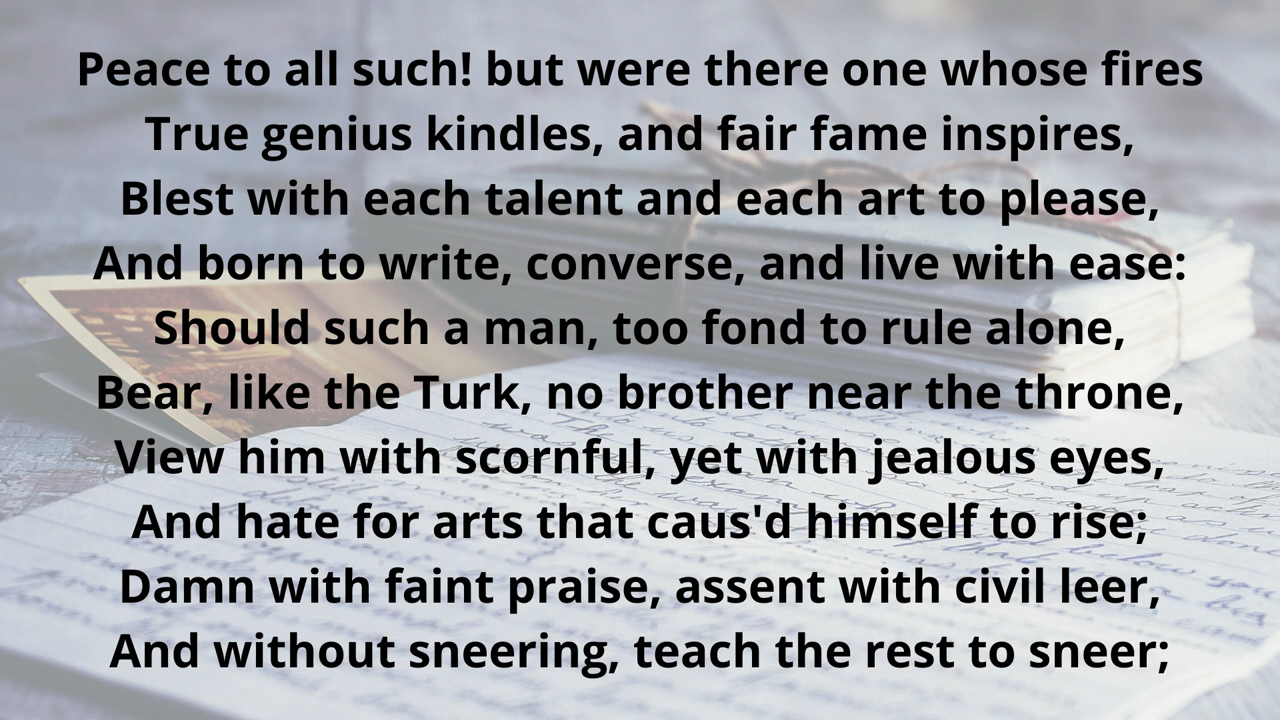 Peace to all such! but were there one whose fires
True genius kindles, and fair fame inspires,
Blest with each talent and each art to please,
And born to write, converse, and live with ease:
Should such a man, too fond to rule alone,
Bear, like the Turk, no brother near the throne,
View him with scornful, yet with jealous eyes,
And hate for arts that caus'd himself to rise;
Damn with faint praise, assent with civil leer,
And without sneering, teach the rest to sneer;